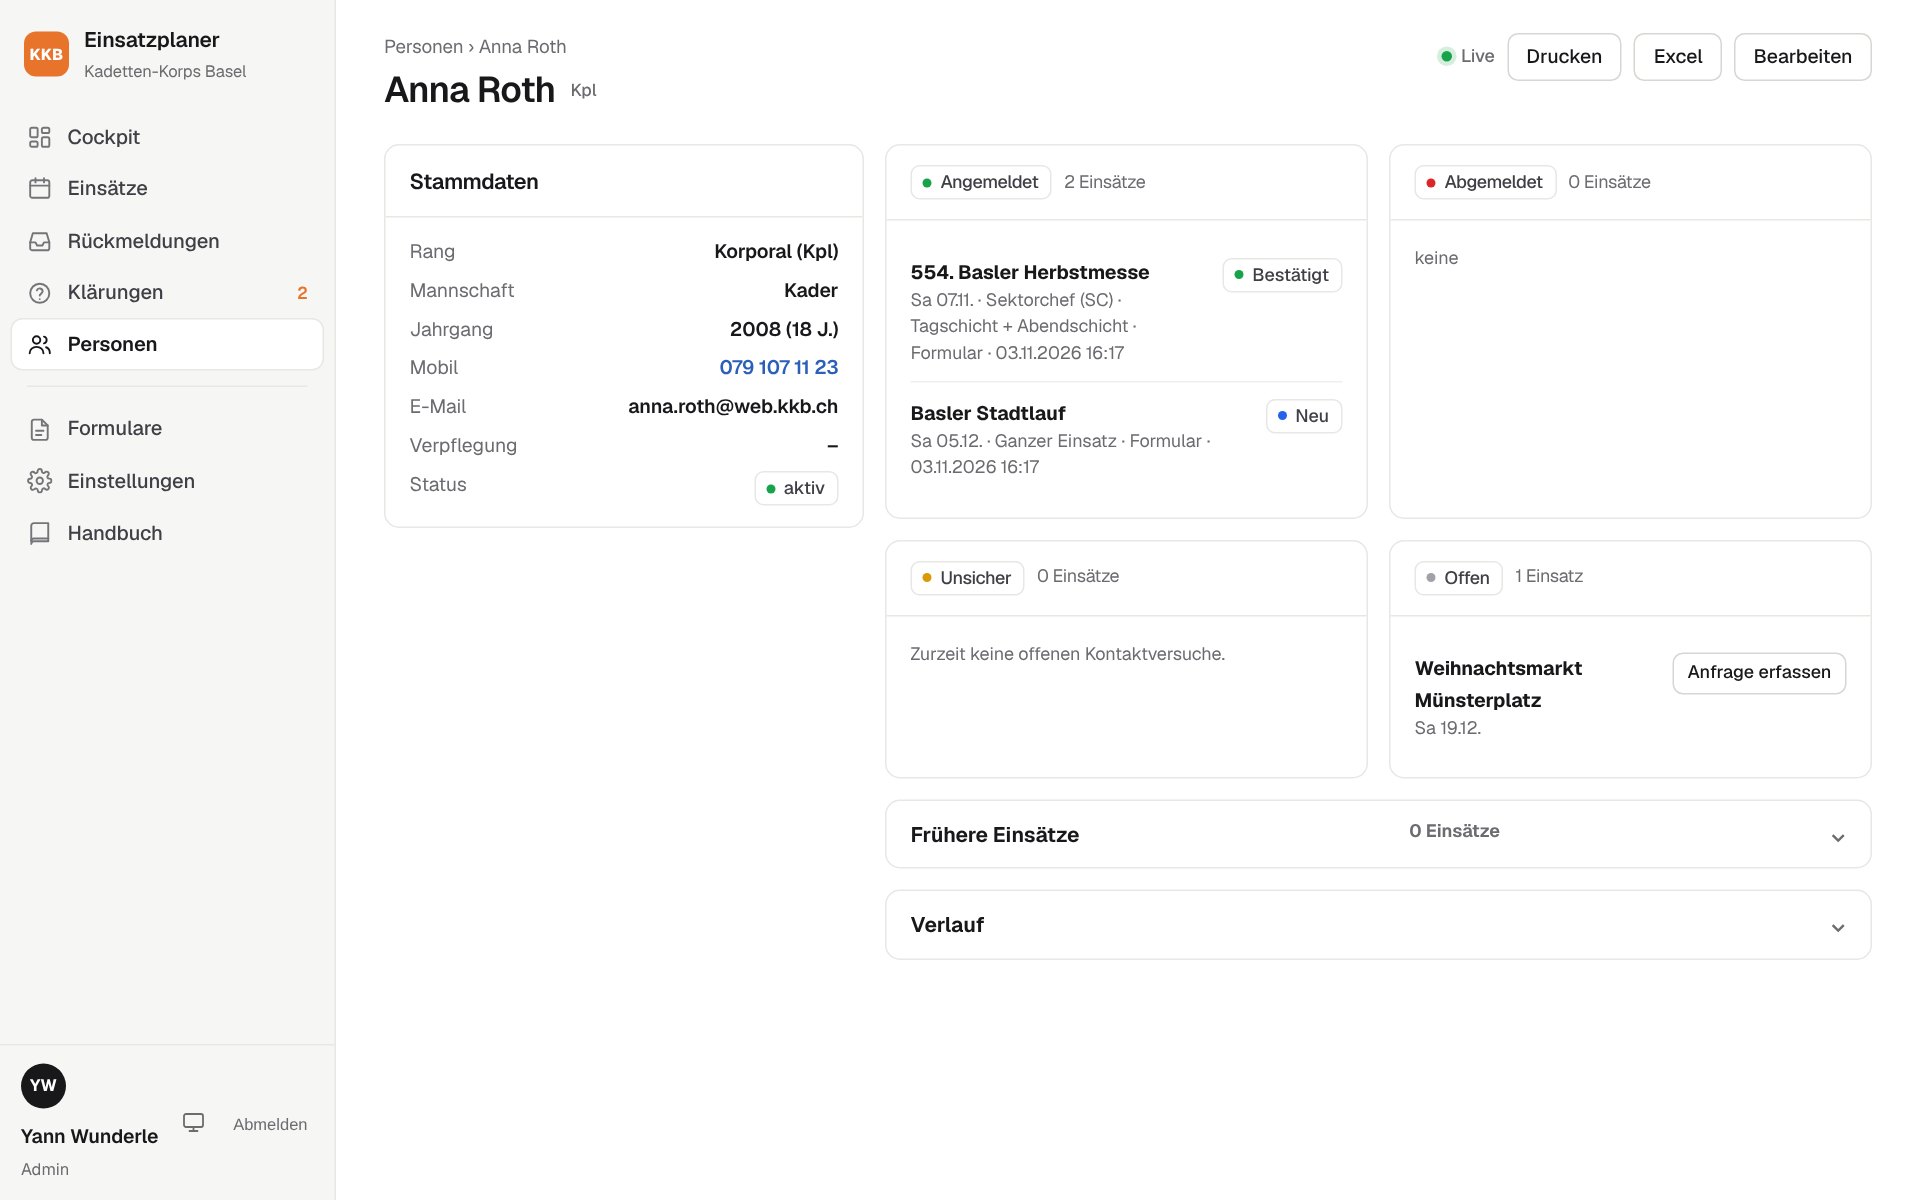 KKB
Einsatzplaner
Kadetten-Korps Basel
Cockpit
Einsätze
Rückmeldungen
Klärungen 2
Personen
Formulare
Einstellungen
Handbuch
YW
Yann Wunderle
Admin
Abmelden
Personen › Anna Roth
Anna Roth Kpl
Live
Drucken
Excel
Bearbeiten
Stammdaten
Rang Korporal (Kpl)
Mannschaft Kader
Jahrgang 2008 (18 J.)
Mobil 079 107 11 23
E-Mail anna.roth@web.kkb.ch
Verpflegung –
Status aktiv
Angemeldet 2 Einsätze
554. Basler Herbstmesse Bestätigt
Sa 07.11. · Sektorchef (SC) ·
Tagschicht + Abendschicht ·
Formular · 03.11.2026 16:17
Basler Stadtlauf Neu
Sa 05.12. · Ganzer Einsatz · Formular ·
03.11.2026 16:17
Abgemeldet 0 Einsätze
keine
Unsicher 0 Einsätze
Zurzeit keine offenen Kontaktversuche.
Offen 1 Einsatz
Weihnachtsmarkt
Münsterplatz
Sa 19.12.
Anfrage erfassen
Frühere Einsätze 0 Einsätze
Verlauf